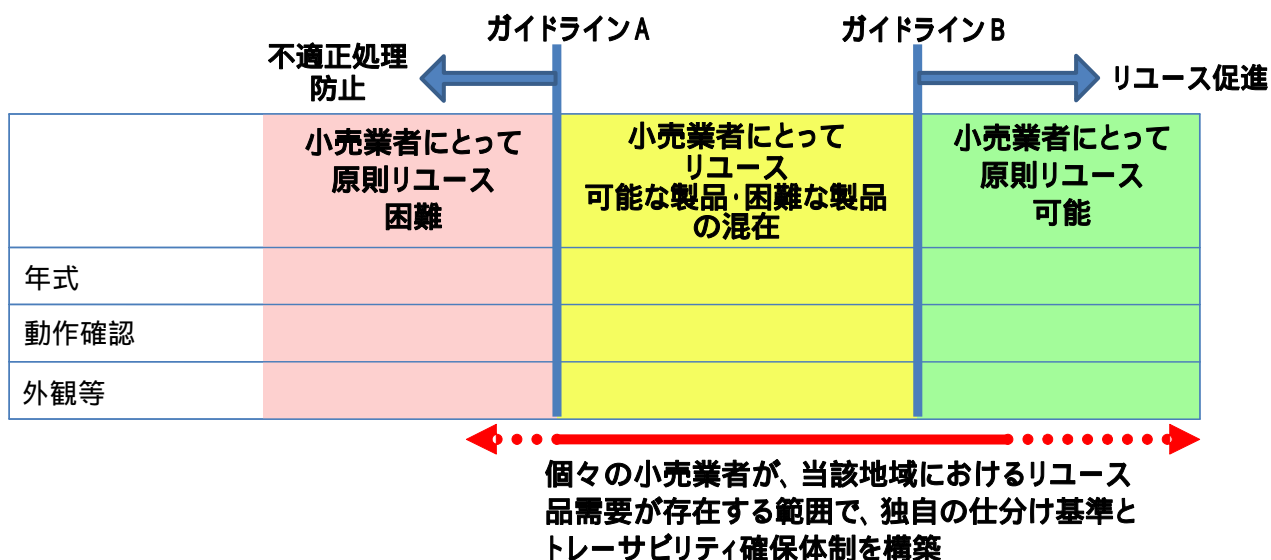 ガイドラインA
ガイドラインB
不適正処理
防止
リユース促進
小売業者にとって
原則リユース
困難
小売業者にとって
リユース
可能な製品・困難な製品
の混在
小売業者にとって
原則リユース
可能
年式
動作確認
外観等
個々の小売業者が、当該地域におけるリユース
品需要が存在する範囲で、独自の仕分け基準と
トレーサビリティ確保体制を構築